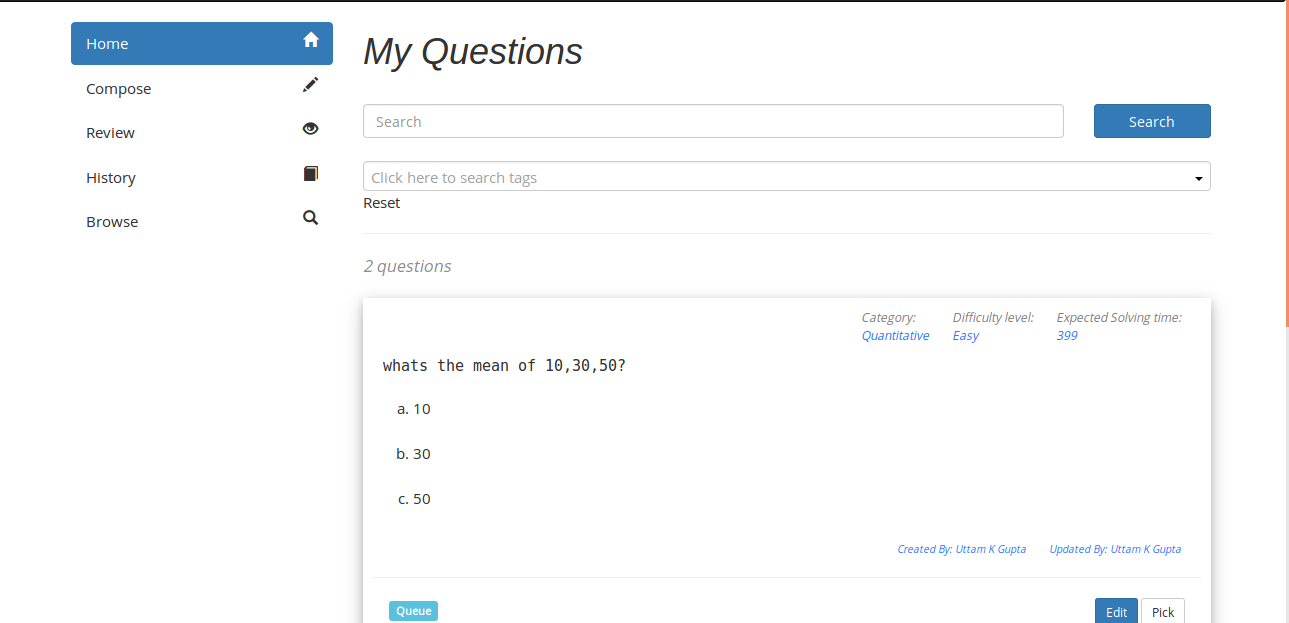 Home
Compose
Review
History
Browse
My Questions
Search
Search
Click here to search tags
Reset
2 questions
Category: Difficulty level: Expected Solving time:
Quantitative Easy 399
whats the mean of 10,30,50?
a. 10
b. 30
c. 50
Created By: Uttam K Gupta Updated By: Uttam K Gupta
Queue Edit Pick